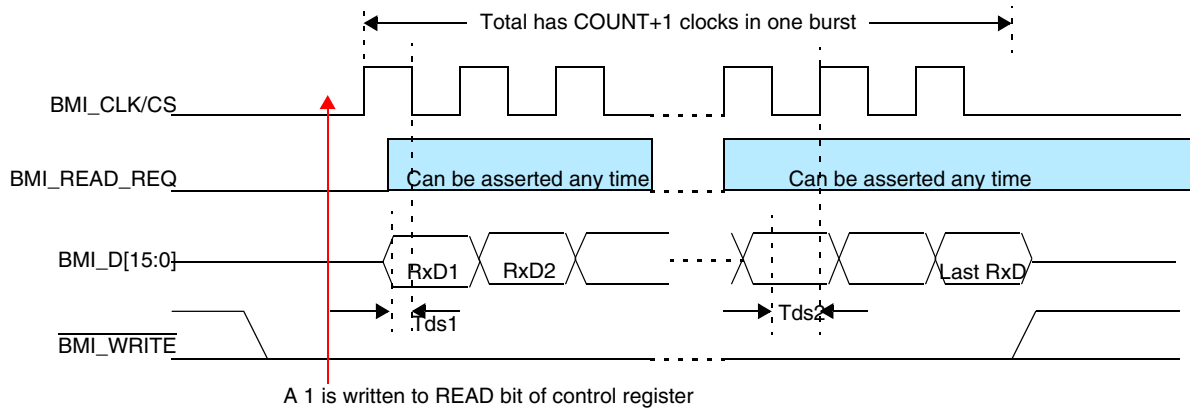 Total has COUNT+1 clocks in one burst
BMI_CLK/CS
BMI_READ_REQ
Can be asserted any time
Can be asserted any time
BMI_D[15:0]
RxD1
RxD2
Last RxD
Tds1
Tds2
BMI_WRITE
A 1 is written to READ bit of control register